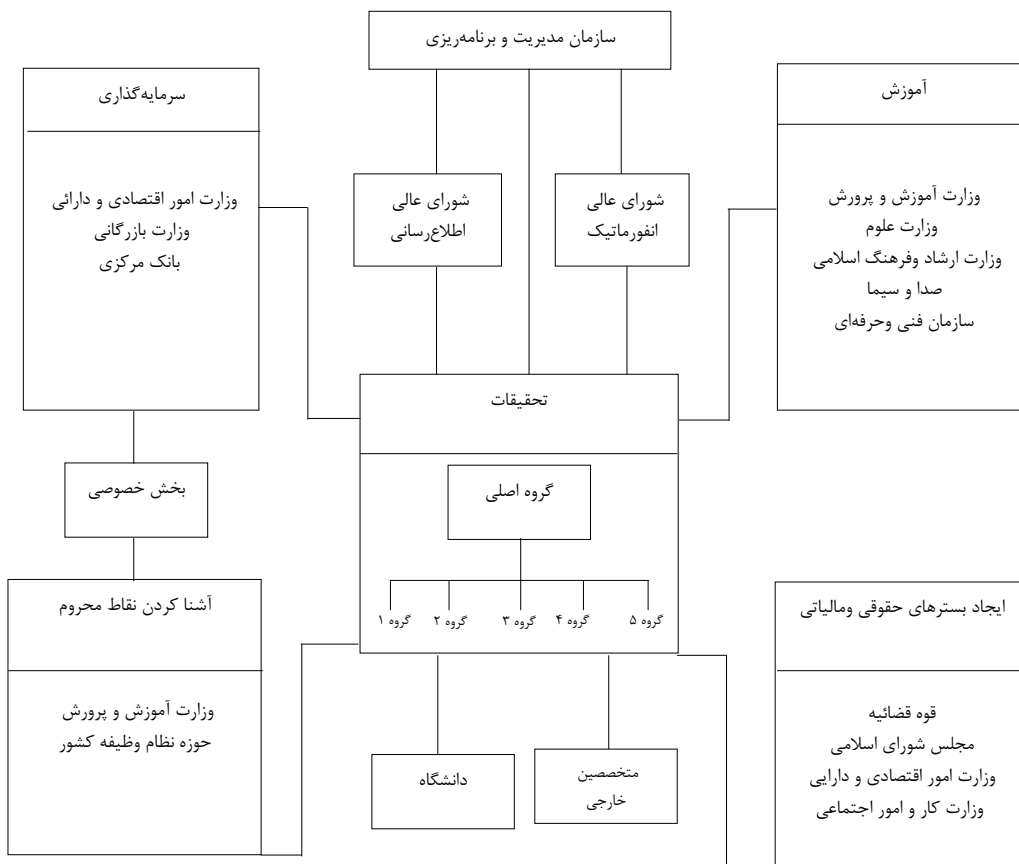 سازمان مدیریت و برنامه‌ریزی
آموزش
وزارت آموزش و پرورش
وزارت علوم
وزارت ارشاد وفرهنگ اسلامی
صدا و سیما
سازمان فنی وحرفه‌ای
شورای عالی
انفورماتیک
شورای عالی
اطلاع‌رسانی
سرمایه‌گذاری
وزارت امور اقتصادی و دارائی
وزارت بازرگانی
بانک مرکزی
تحقیقات
گروه اصلی
گروه ۱
گروه ۲
گروه ۳
گروه ۴
گروه ۵
بخش خصوصی
ایجاد بسترهای حقوقی ومالیاتی
قوه قضائیه
مجلس شورای اسلامی
وزارت امور اقتصادی و دارایی
وزارت کار و امور اجتماعی
متخصصین
خارجی
دانشگاه
آشنا کردن نقاط محروم
وزارت آموزش و پرورش
حوزه نظام وظیفه کشور